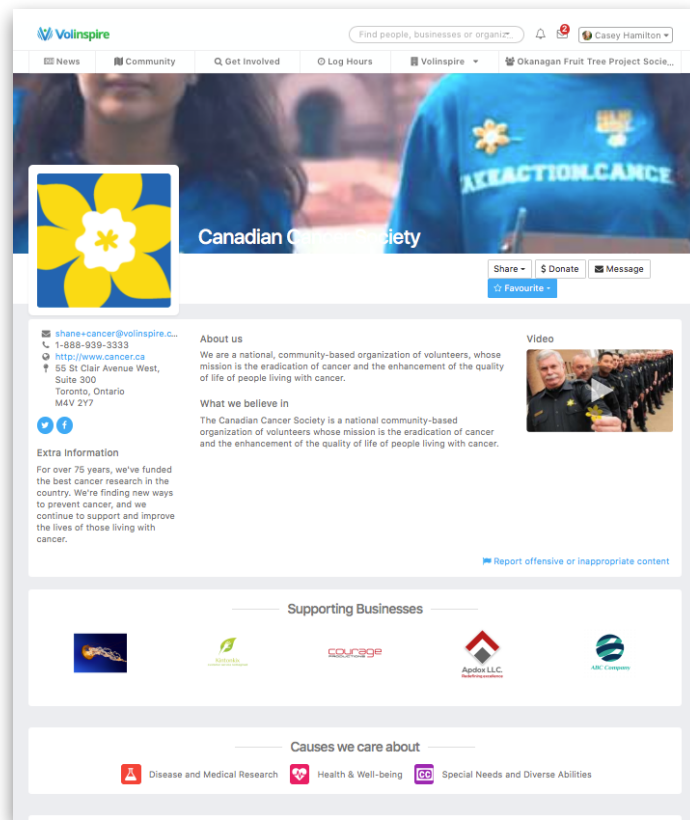 Volinspire
Find people, businesses or organiz...
2
Casey Hamilton
News
Community
Get Involved
Log Hours
Volinspire
Okanagan Fruit Tree Project Socie...
ACTION.CANCE
Canadian Cancer Society
Share
$ Donate
Message
Favourite
shane+cancer@volinspire.c...
1-888-939-3333
http://www.cancer.ca
55 St Clair Avenue West,
Suite 300
Toronto, Ontario
M4V 2Y7
Extra Information
For over 75 years, we've funded
the best cancer research in the
country. We're finding new ways
to prevent cancer, and we
continue to support and improve
the lives of those living with
cancer.
About us
We are a national, community-based organization of volunteers, whose
mission is the eradication of cancer and the enhancement of the quality
of life of people living with cancer.
What we believe in
The Canadian Cancer Society is a national community-based
organization of volunteers whose mission is the eradication of cancer
and the enhancement of the quality of life of people living with cancer.
Video
Report offensive or inappropriate content
Supporting Businesses
courage
PRODUCTIONS
Apdox LLC.
Redefining excellence
ABC Company
Causes we care about
Disease and Medical Research
Health & Well-being
CC
Special Needs and Diverse Abilities